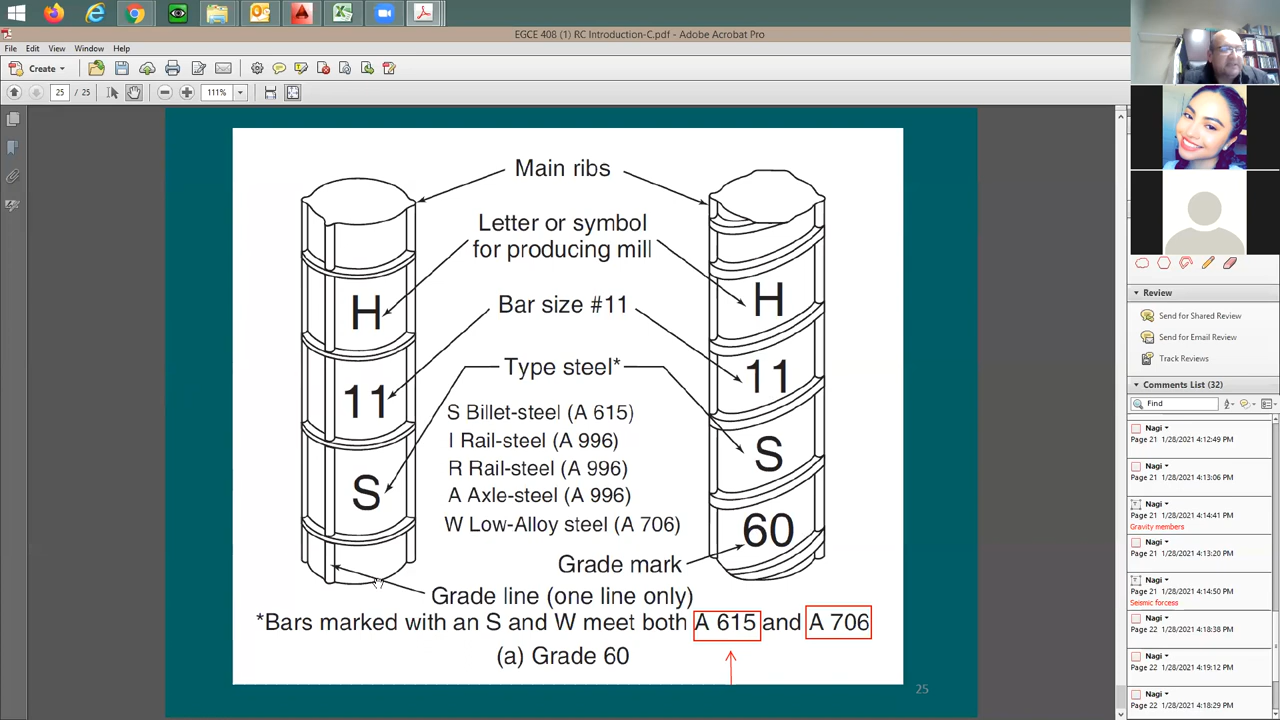 EGCE 408 (1) RC Introduction-C.pdf - Adobe Acrobat Pro
File Edit View Window Help
Create
25 / 25
111%
Main ribs
Letter or symbol
for producing mill
H
H
Bar size #11
11
11
Type steel*
S Billet-steel (A 615)
I Rail-steel (A 996)
R Rail-steel (A 996)
A Axle-steel (A 996)
W Low-Alloy steel (A 706)
S
S
60
Grade mark
Grade line (one line only)
*Bars marked with an S and W meet both A 615 and A 706
(a) Grade 60
25
Review
Send for Shared Review
Send for Email Review
Track Reviews
Comments List (32)
Find
Nagi
Page 21 1/28/2021 4:12:49 PM
Nagi
Page 21 1/28/2021 4:13:06 PM
Nagi
Page 21 1/28/2021 4:14:41 PM
Gravity members
Nagi
Page 21 1/28/2021 4:13:20 PM
Nagi
Page 21 1/28/2021 4:14:50 PM
Seismic forcess
Nagi
Page 22 1/28/2021 4:18:38 PM
Nagi
Page 22 1/28/2021 4:19:12 PM
Nagi
Page 22 1/28/2021 4:18:29 PM